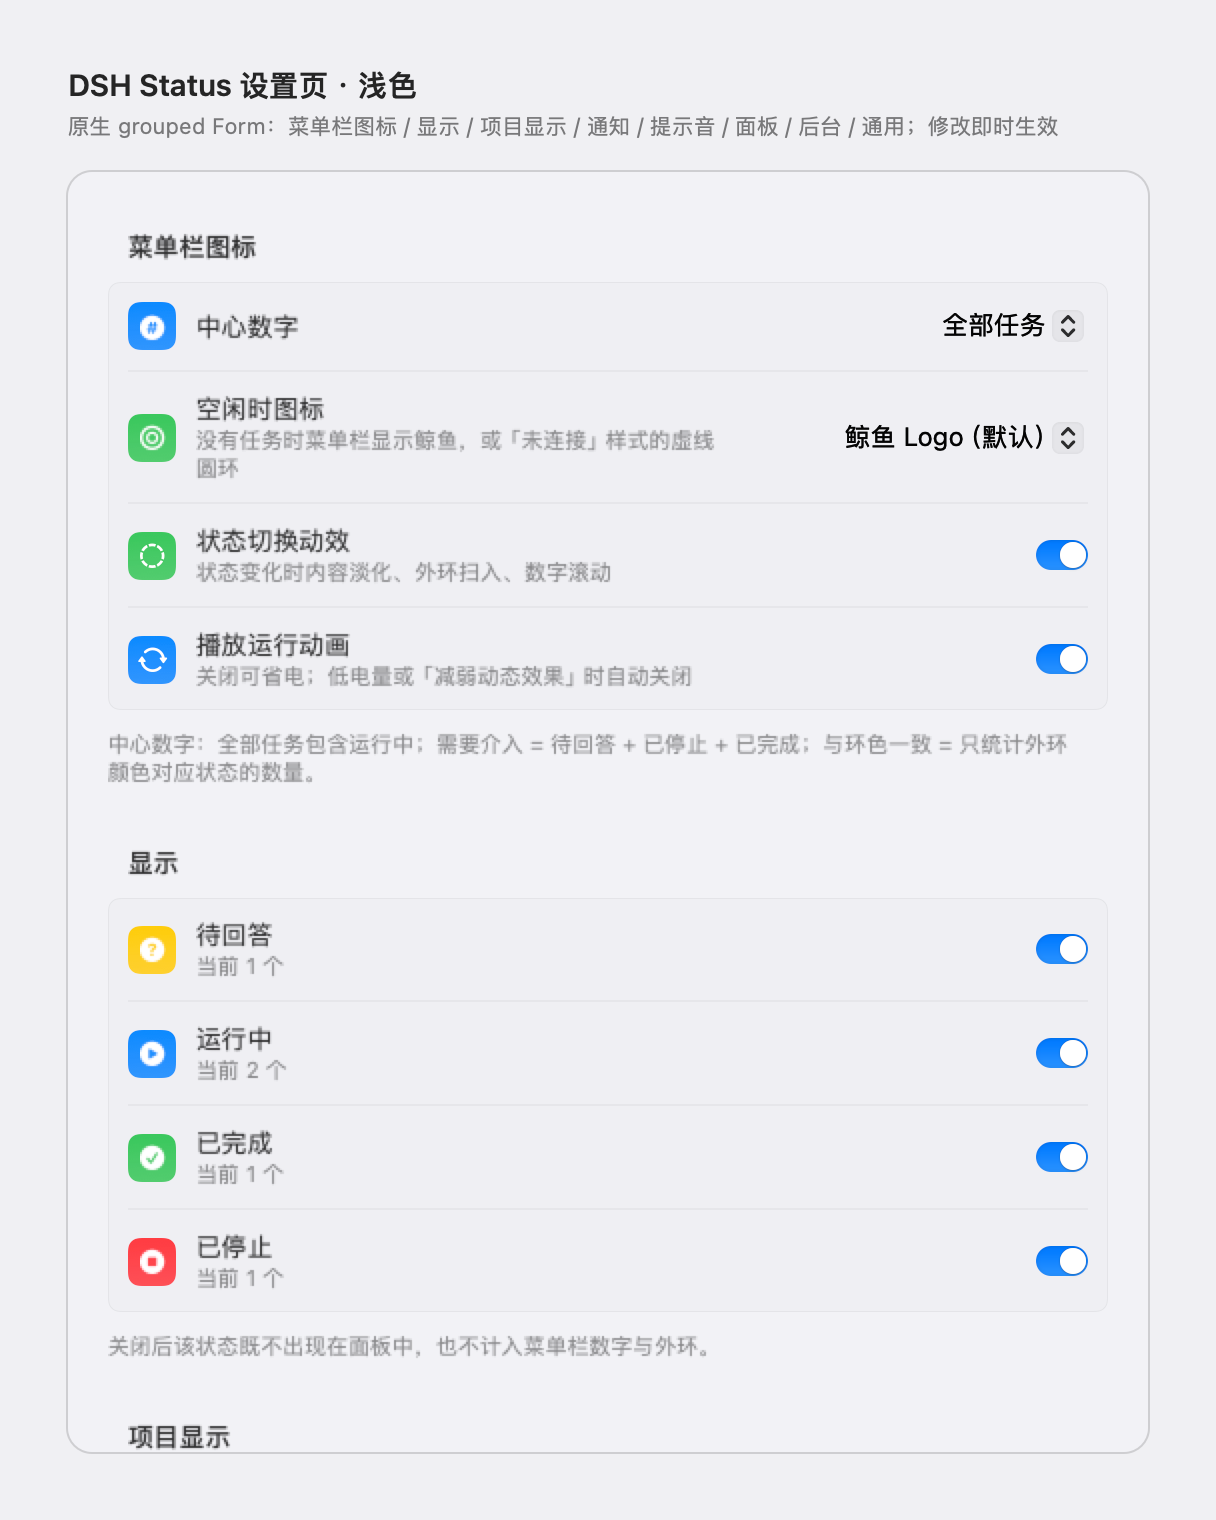 DSH Status 设置页 · 浅色
原生 grouped Form：菜单栏图标 / 显示 / 项目显示 / 通知 / 提示音 / 面板 / 后台 / 通用；修改即时生效
菜单栏图标
中心数字
全部任务
空闲时图标
没有任务时菜单栏显示鲸鱼，或「未连接」样式的虚线
圆环
鲸鱼 Logo (默认)
状态切换动效
状态变化时内容淡化、外环扫入、数字滚动
播放运行动画
关闭可省电；低电量或「减弱动态效果」时自动关闭
中心数字：全部任务包含运行中；需要介入 = 待回答 + 已停止 + 已完成；与环色一致 = 只统计外环
颜色对应状态的数量。
显示
待回答
当前 1 个
运行中
当前 2 个
已完成
当前 1 个
已停止
当前 1 个
关闭后该状态既不出现在面板中，也不计入菜单栏数字与外环。
项目显示